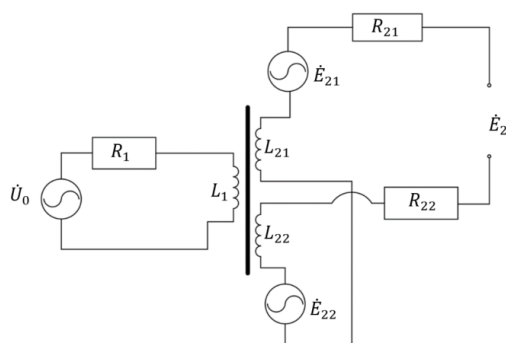 R₂₁
Ė₂₁
Ė₂
R₁
L₂₁
L₁
U̇₀
R₂₂
L₂₂
Ė₂₂